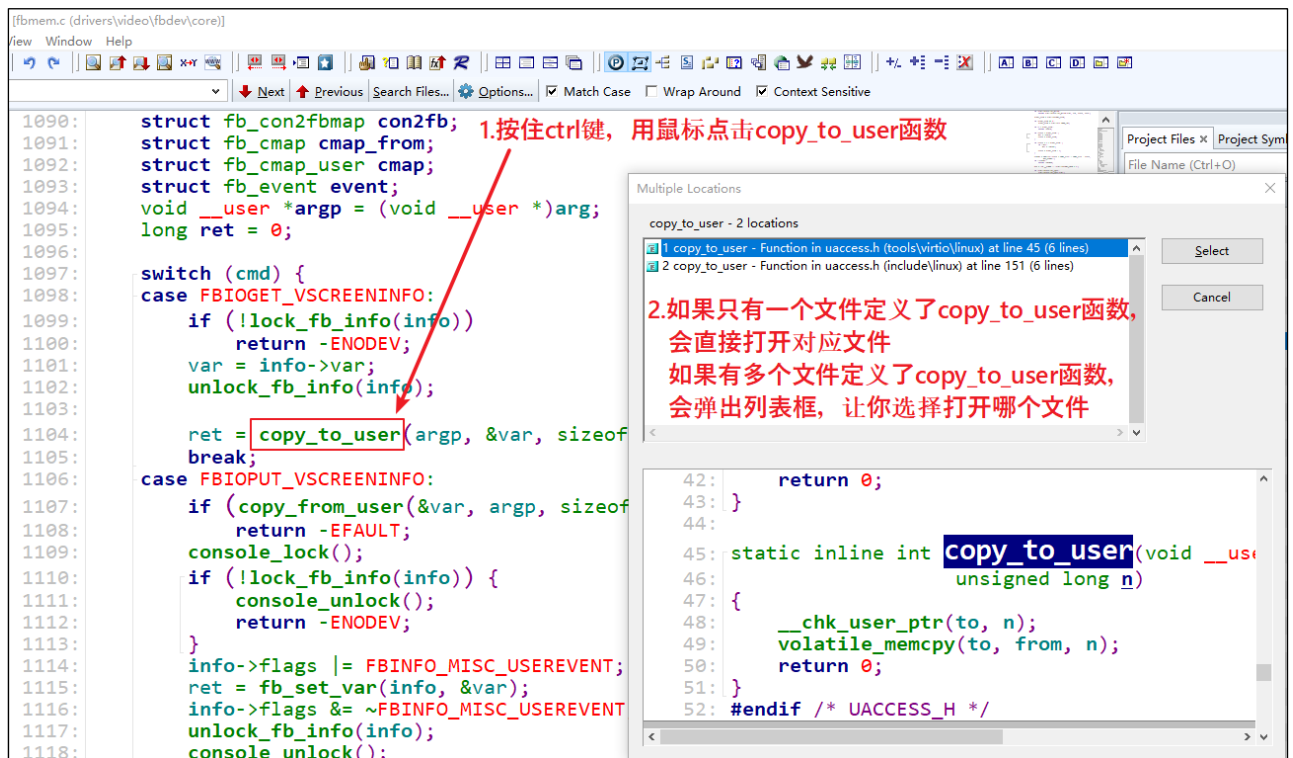 [fbmem.c (drivers\video\fbdev\core)]
View Window Help
Next Previous Search Files... Options... Match Case Wrap Around Context Sensitive
1090: struct fb_con2fbmap con2fb;
1091: struct fb_cmap cmap_from;
1092: struct fb_cmap_user cmap;
1093: struct fb_event event;
1094: void __user *argp = (void __user *)arg;
1095: long ret = 0;
1096:
1097: switch (cmd) {
1098: case FBIOGET_VSCREENINFO:
1099: if (!lock_fb_info(info))
1100: return -ENODEV;
1101: var = info->var;
1102: unlock_fb_info(info);
1103:
1104: ret = copy_to_user(argp, &var, sizeof
1105: break;
1106: case FBIOPUT_VSCREENINFO:
1107: if (copy_from_user(&var, argp, sizeof
1108: return -EFAULT;
1109: console_lock();
1110: if (!lock_fb_info(info)) {
1111: console_unlock();
1112: return -ENODEV;
1113: }
1114: info->flags |= FBINFO_MISC_USEREVENT;
1115: ret = fb_set_var(info, &var);
1116: info->flags &= ~FBINFO_MISC_USEREVENT
1117: unlock_fb_info(info);
1118: console_unlock();
1.按住ctrl键，用鼠标点击copy_to_user函数
Project Files × Project Symb
File Name (Ctrl+O)
Multiple Locations
copy_to_user - 2 locations
1 copy_to_user - Function in uaccess.h (tools\virtio\linux) at line 45 (6 lines)
2 copy_to_user - Function in uaccess.h (include\linux) at line 151 (6 lines)
Select
Cancel
2.如果只有一个文件定义了copy_to_user函数,
会直接打开对应文件
如果有多个文件定义了copy_to_user函数,
会弹出列表框，让你选择打开哪个文件
42: return 0;
43: }
44:
45: static inline int copy_to_user(void __use
46: unsigned long n)
47: {
48: __chk_user_ptr(to, n);
49: volatile_memcpy(to, from, n);
50: return 0;
51: }
52: #endif /* UACCESS_H */